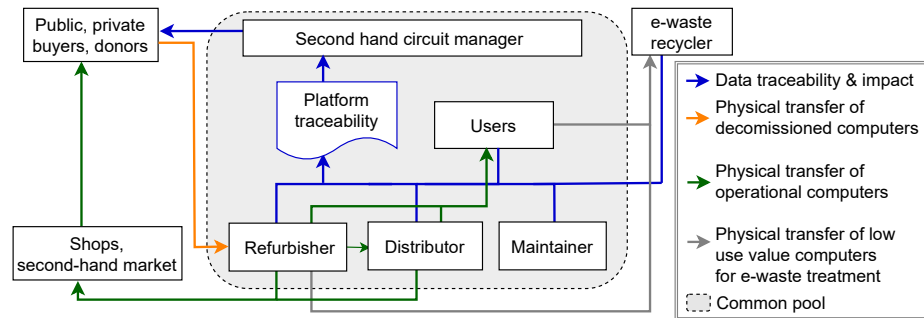 Public, private
buyers, donors
Second hand circuit manager
e-waste
recycler
Platform
traceability
Users
Refurbisher
Distributor
Maintainer
Shops,
second-hand market
Data traceability & impact
Physical transfer of
decomissioned computers
Physical transfer of
operational computers
Physical transfer of low
use value computers
for e-waste treatment
Common pool